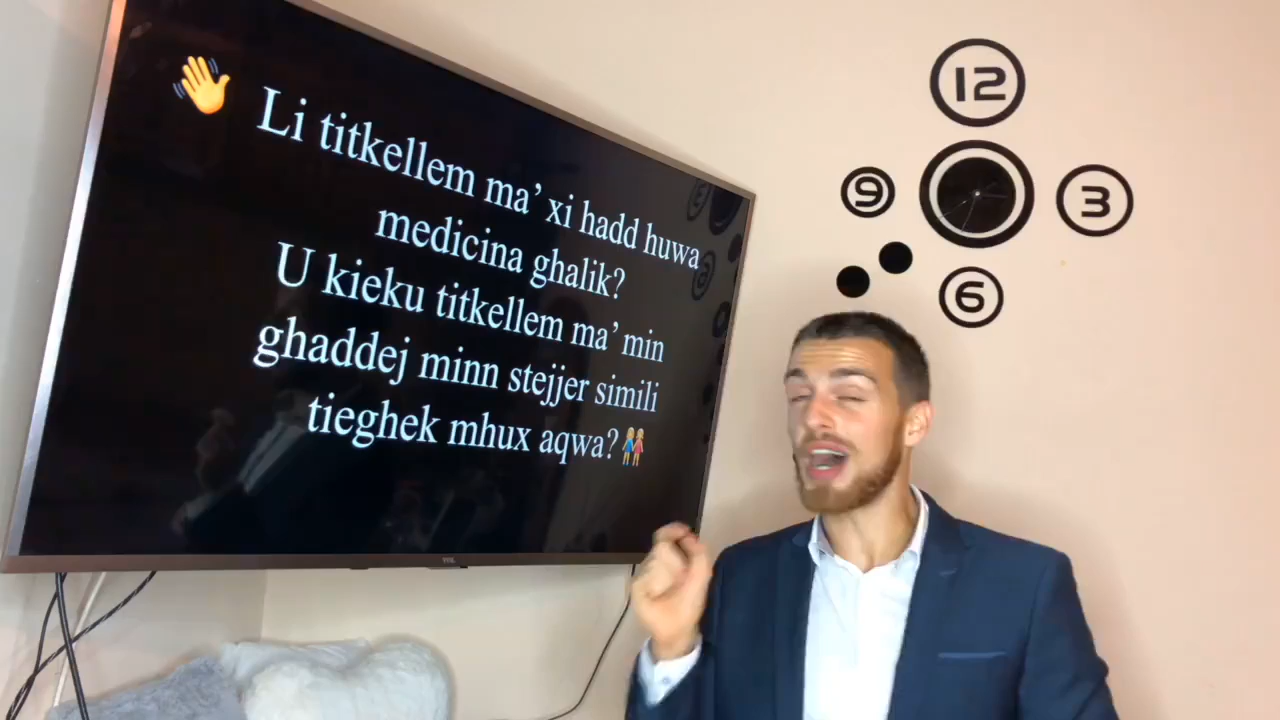 Li titkellem ma' xi hadd huwa
medicina ghalik?
U kieku titkellem ma' min
ghaddej minn stejjer simili
tieghek mhux aqwa?
TCL
12
9
3
6